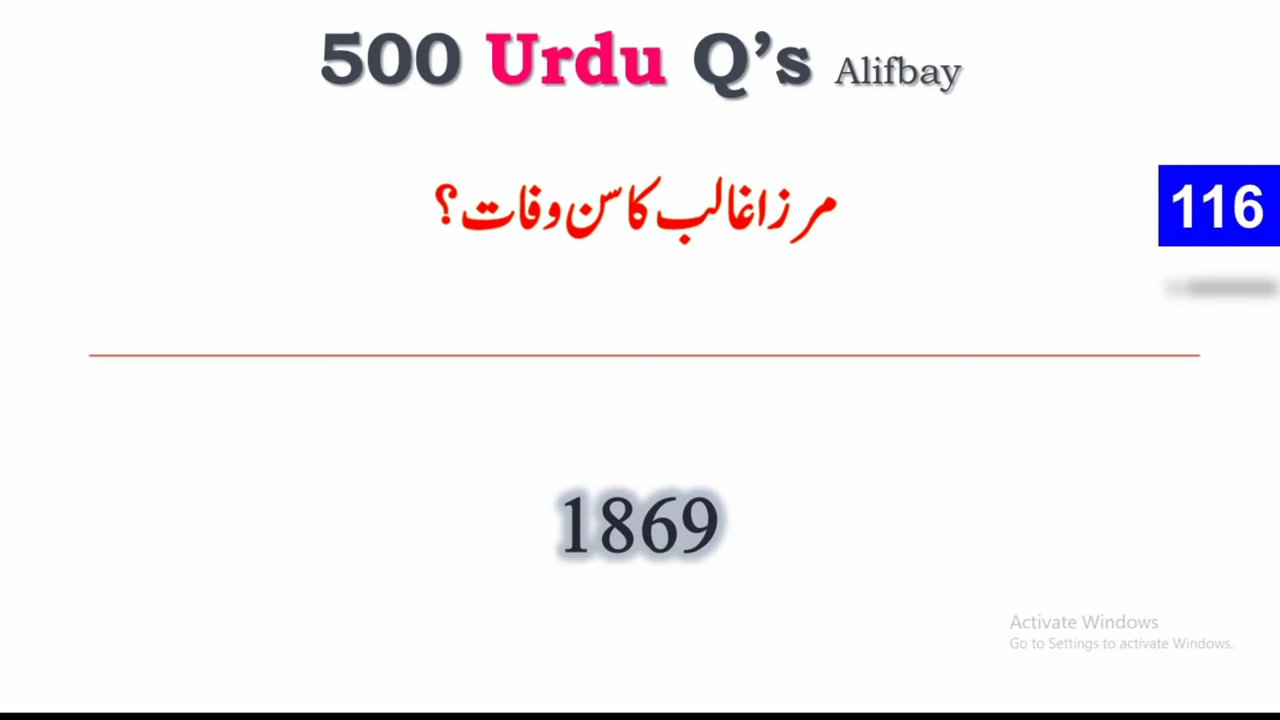 500 Urdu Q’s Alifbay
مرزا غالب کا سن وفات؟
116
1869
Activate Windows
Go to Settings to activate Windows.